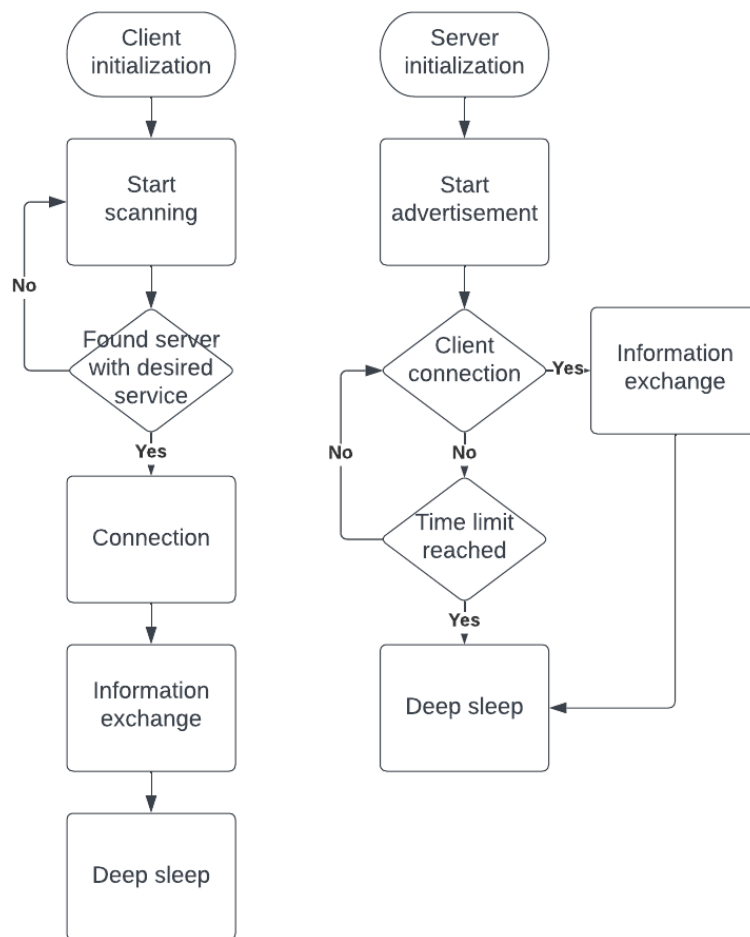 Client
initialization
Start
scanning
No
Found server
with desired
service
Yes
Connection
Information
exchange
Deep sleep
Server
initialization
Start
advertisement
Client
connection
Yes
Information
exchange
No
No
Time limit
reached
Yes
Deep sleep